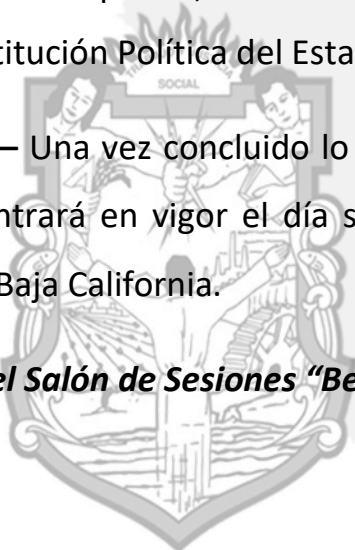 titución Política del Esta
SOCIAL
– Una vez concluido lo
ntrará en vigor el día s
Baja California.
el Salón de Sesiones “Be